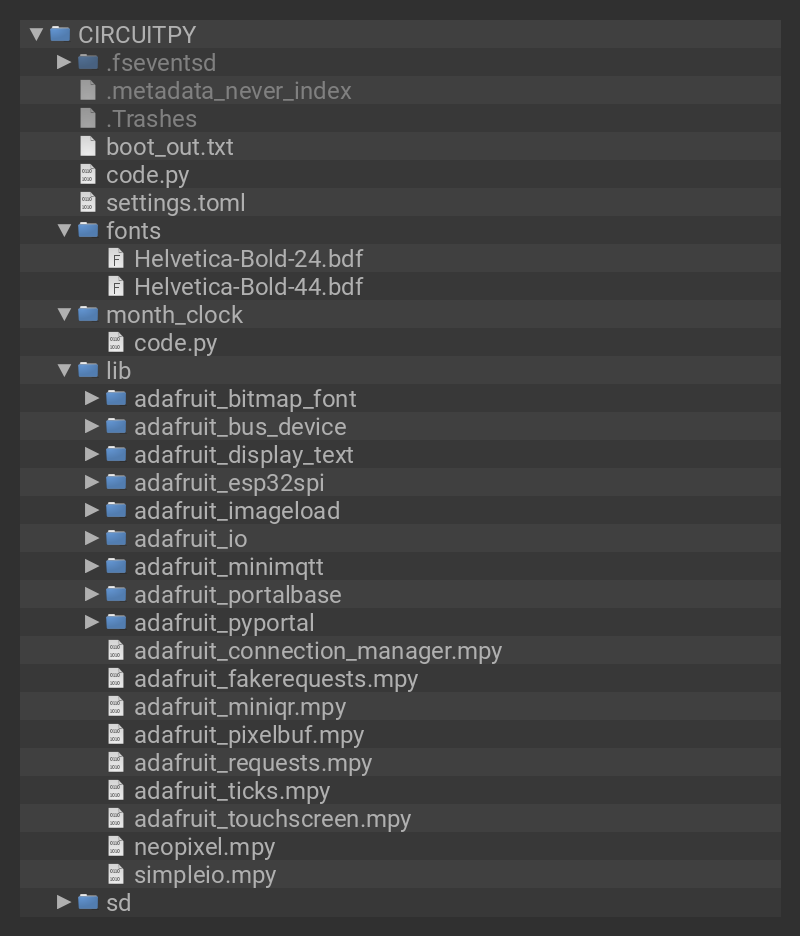 CIRCUITPY
.fseventsd
.metadata_never_index
.Trashes
boot_out.txt
code.py
settings.toml
fonts
Helvetica-Bold-24.bdf
Helvetica-Bold-44.bdf
month_clock
code.py
lib
adafruit_bitmap_font
adafruit_bus_device
adafruit_display_text
adafruit_esp32spi
adafruit_imageload
adafruit_io
adafruit_minimqtt
adafruit_portalbase
adafruit_pyportal
adafruit_connection_manager.mpy
adafruit_fakerequests.mpy
adafruit_miniqr.mpy
adafruit_pixelbuf.mpy
adafruit_requests.mpy
adafruit_ticks.mpy
adafruit_touchscreen.mpy
neopixel.mpy
simpleio.mpy
sd